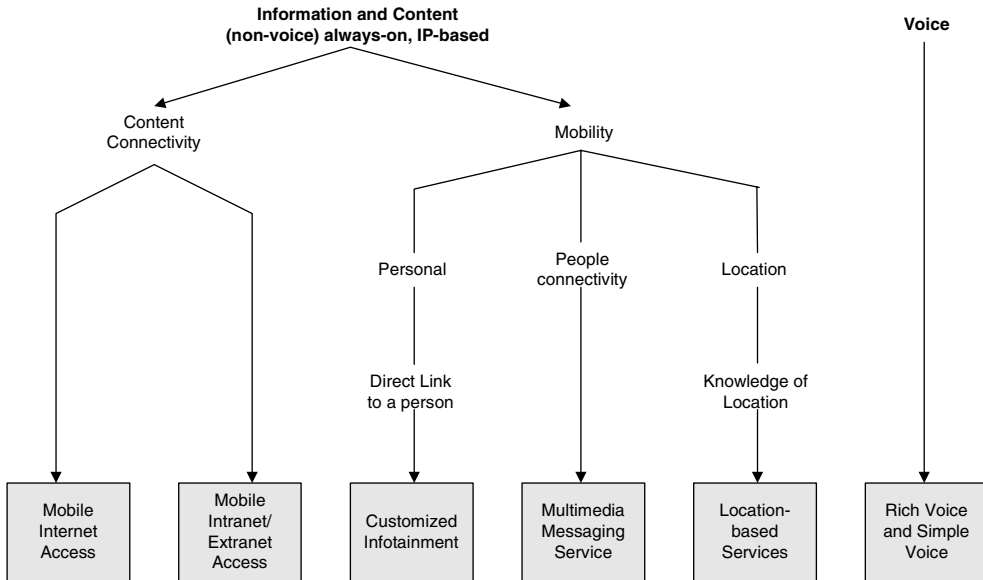 Information and Content
(non-voice) always-on, IP-based
Voice
Content
Connectivity
Mobility
Personal
People
connectivity
Location
Direct Link
to a person
Knowledge of
Location
Mobile
Internet
Access
Mobile
Intranet/
Extranet
Access
Customized
Infotainment
Multimedia
Messaging
Service
Location-
based
Services
Rich Voice
and Simple
Voice